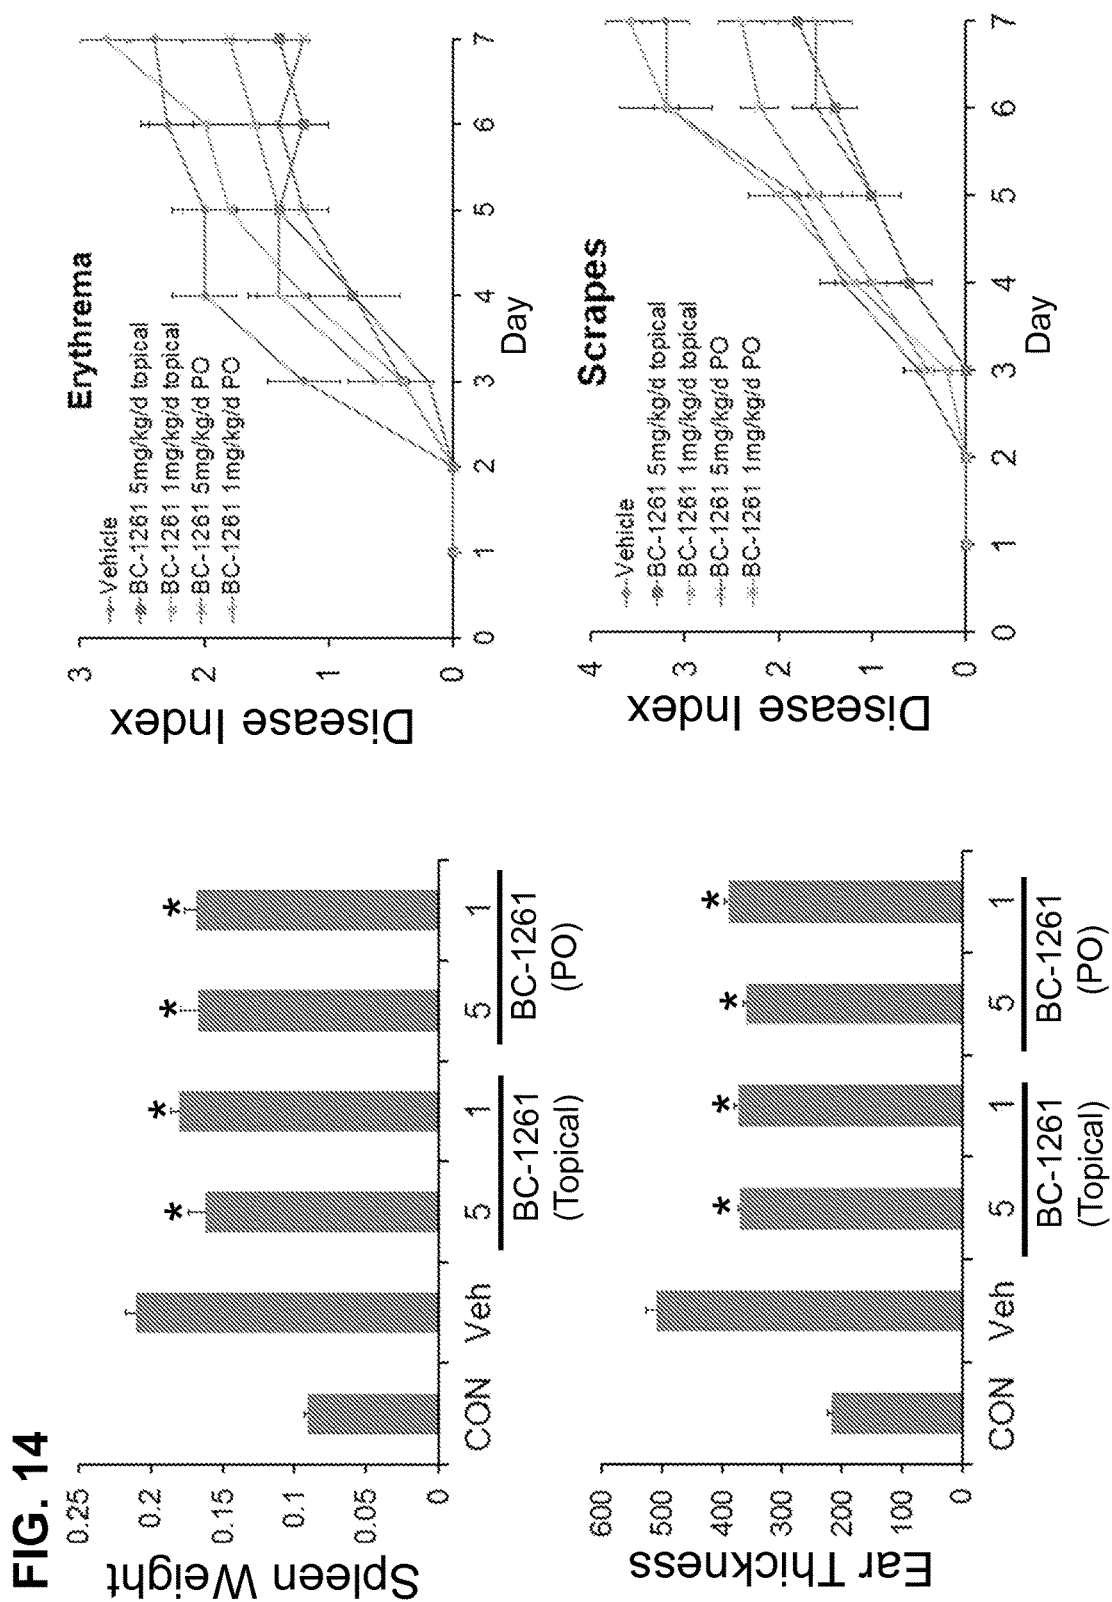 FIG. 14
Spleen Weight
0.25
0.2
0.15
0.1
0.05
0
CON
Veh
5
1
5
1
*
*
*
*
BC-1261
(Topical)
BC-1261
(PO)
Erythrema
Vehicle
BC-1261 5mg/kg/d topical
BC-1261 1mg/kg/d topical
BC-1261 5mg/kg/d PO
BC-1261 1mg/kg/d PO
Disease Index
3
2
1
0
0
1
2
3
4
5
6
7
Day
Ear Thickness
600
500
400
300
200
100
0
CON
Veh
5
1
5
1
*
*
*
*
BC-1261
(Topical)
BC-1261
(PO)
Scrapes
Vehicle
BC-1261 5mg/kg/d topical
BC-1261 1mg/kg/d topical
BC-1261 5mg/kg/d PO
BC-1261 1mg/kg/d PO
Disease Index
4
3
2
1
0
0
1
2
3
4
5
6
7
Day